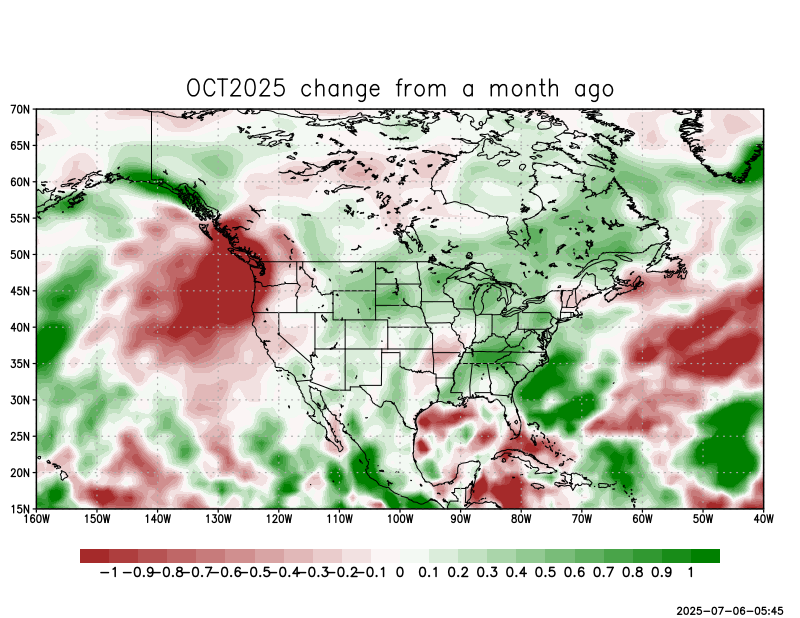 OCT2025 change from a month ago
70N
65N
60N
55N
50N
45N
40N
35N
30N
25N
20N
15N
160W 150W 140W 130W 120W 110W 100W 90W 80W 70W 60W 50W 40W
-1 -0.9 -0.8 -0.7 -0.6 -0.5 -0.4 -0.3 -0.2 -0.1 0 0.1 0.2 0.3 0.4 0.5 0.6 0.7 0.8 0.9 1
2025-07-06-05:45